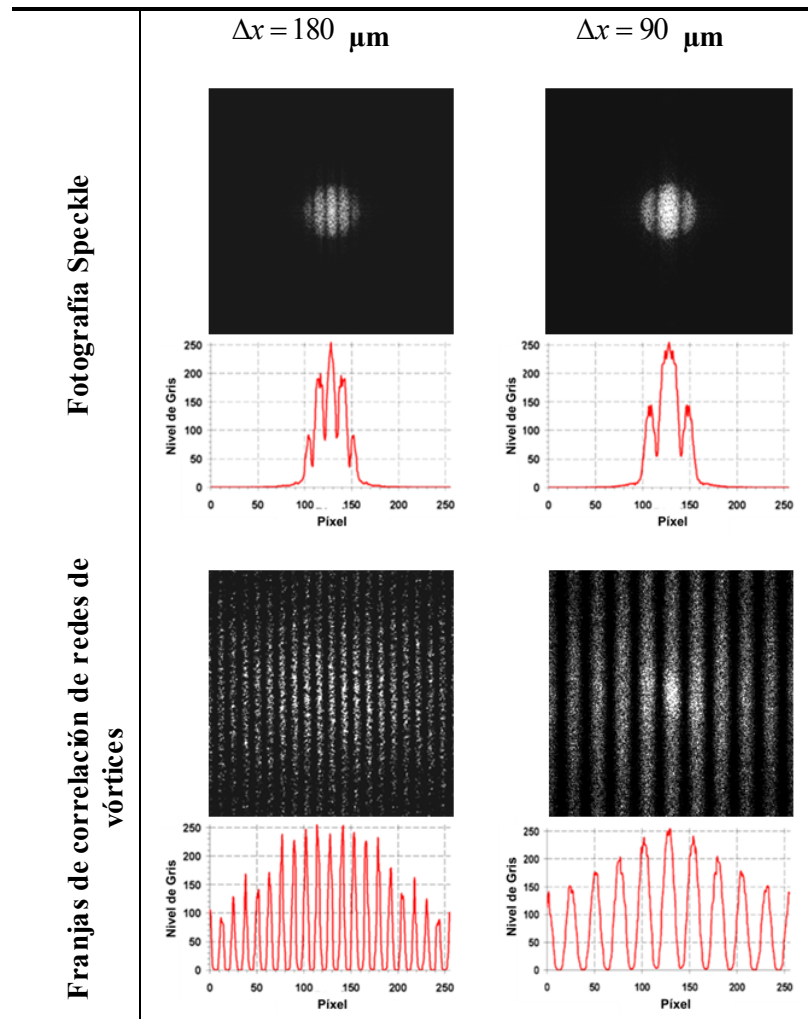 Δx = 180 µm
Δx = 90 µm
Fotografía Speckle
250
200
150
100
50
0
Nivel de Gris
0 50 100 150 200 250
Píxel
250
200
150
100
50
0
Nivel de Gris
0 50 100 150 200 250
Píxel
Franjas de correlación de redes de
vórtices
250
200
150
100
50
0
Nivel de Gris
0 50 100 150 200 250
Píxel
250
200
150
100
50
0
Nivel de Gris
0 50 100 150 200 250
Píxel